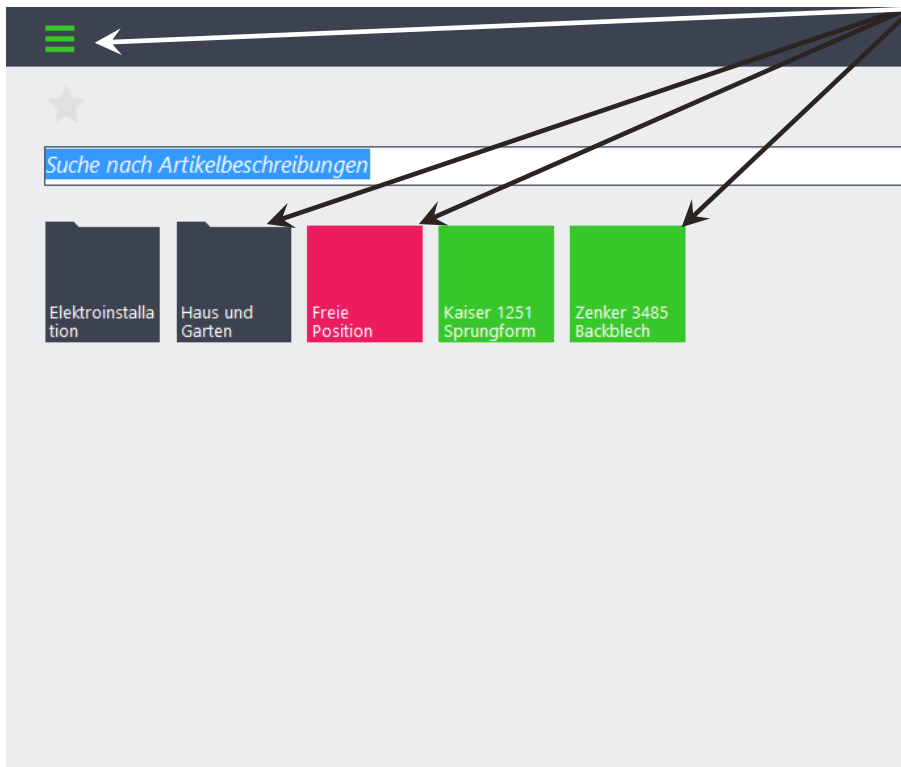 Suche nach Artikelbeschreibungen
Elektroinstalla
tion
Haus und
Garten
Freie
Position
Kaiser 1251
Sprungform
Zenker 3485
Backblech